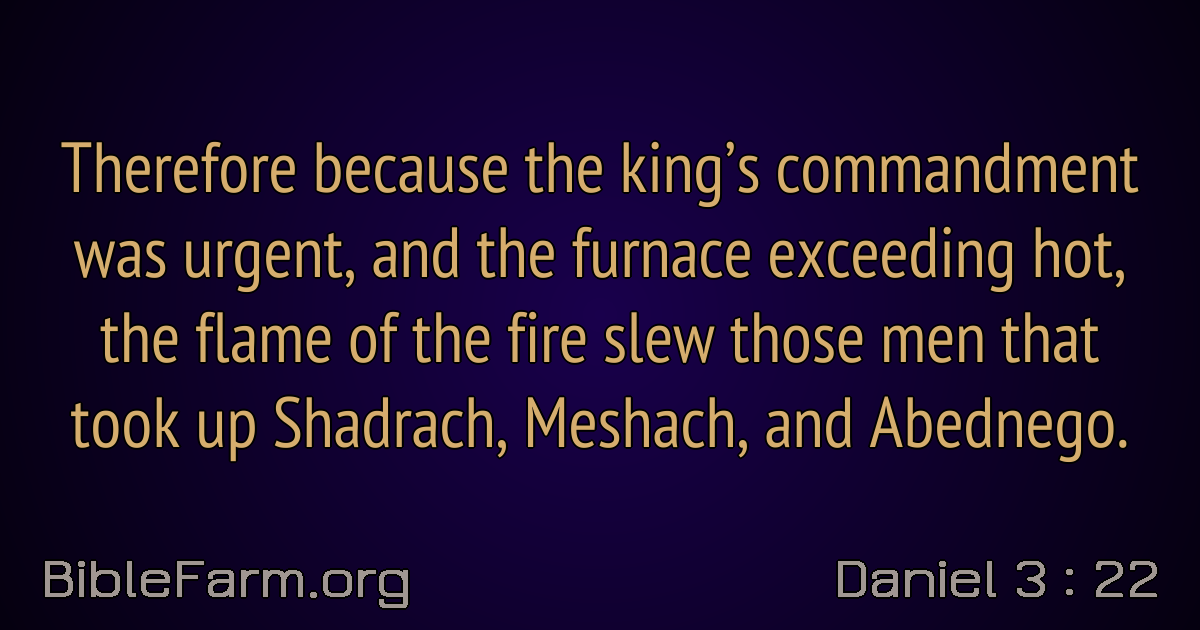 Therefore because the king’s commandment
was urgent, and the furnace exceeding hot,
the flame of the fire slew those men that
took up Shadrach, Meshach, and Abednego.
BibleFarm.org
Daniel 3 : 22